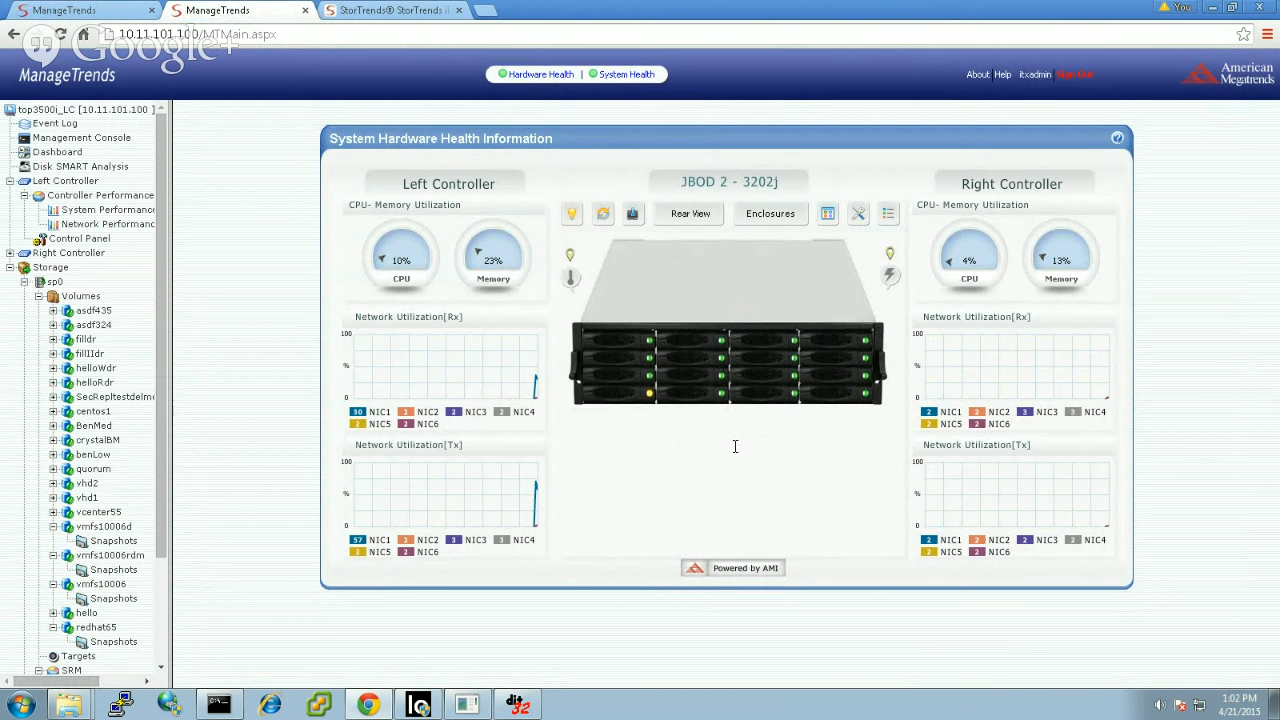 ManageTrends
ManageTrends
StorTrends® StorTrends i
You
10.11.101.100/MTMain.aspx
Google+
ManageTrends
Hardware Health | System Health
About Help itxadmin Sign Out
American
Megatrends
top3500i_LC [10.11.101.100 ]
Event Log
Management Console
Dashboard
Disk SMART Analysis
Left Controller
Controller Performance
System Performance
Network Performance
Control Panel
Right Controller
Storage
sp0
Volumes
asdf435
asdf324
filldr
fillIdr
helloWdr
helloRdr
SecRepltestdelme
centos1
BenMed
crystalBM
benLow
quorum
vhd2
vhd1
vcenter55
vmfs10006d
Snapshots
vmfs10006rdm
Snapshots
vmfs10006
Snapshots
hello
redhat65
Snapshots
Targets
SRM
System Hardware Health Information
Left Controller
CPU- Memory Utilization
10%
CPU
23%
Memory
Network Utilization[Rx]
100
%
0
30 NIC1 2 NIC2 2 NIC3 2 NIC4
2 NIC5 2 NIC6
Network Utilization[Tx]
100
%
0
57 NIC1 2 NIC2 3 NIC3 3 NIC4
2 NIC5 2 NIC6
JBOD 2 - 3202j
Rear View
Enclosures
Powered by AMI
Right Controller
CPU- Memory Utilization
4%
CPU
13%
Memory
Network Utilization[Rx]
100
%
0
2 NIC1 2 NIC2 3 NIC3 3 NIC4
2 NIC5 2 NIC6
Network Utilization[Tx]
100
%
0
2 NIC1 2 NIC2 2 NIC3 2 NIC4
2 NIC5 2 NIC6
1:02 PM
4/21/2015